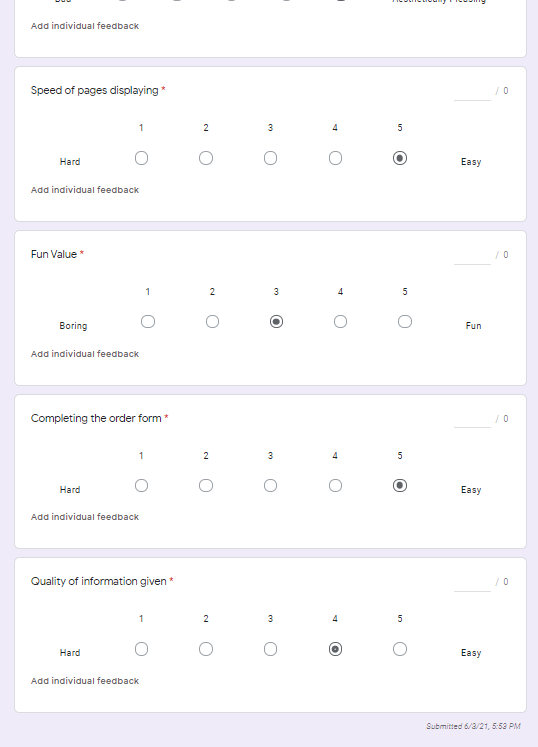 Add individual feedback
Speed of pages displaying *
/ 0
1 2 3 4 5
Hard Easy
Add individual feedback
Fun Value *
/ 0
1 2 3 4 5
Boring Fun
Add individual feedback
Completing the order form *
/ 0
1 2 3 4 5
Hard Easy
Add individual feedback
Quality of information given *
/ 0
1 2 3 4 5
Hard Easy
Add individual feedback
Submitted 6/3/21, 5:53 PM